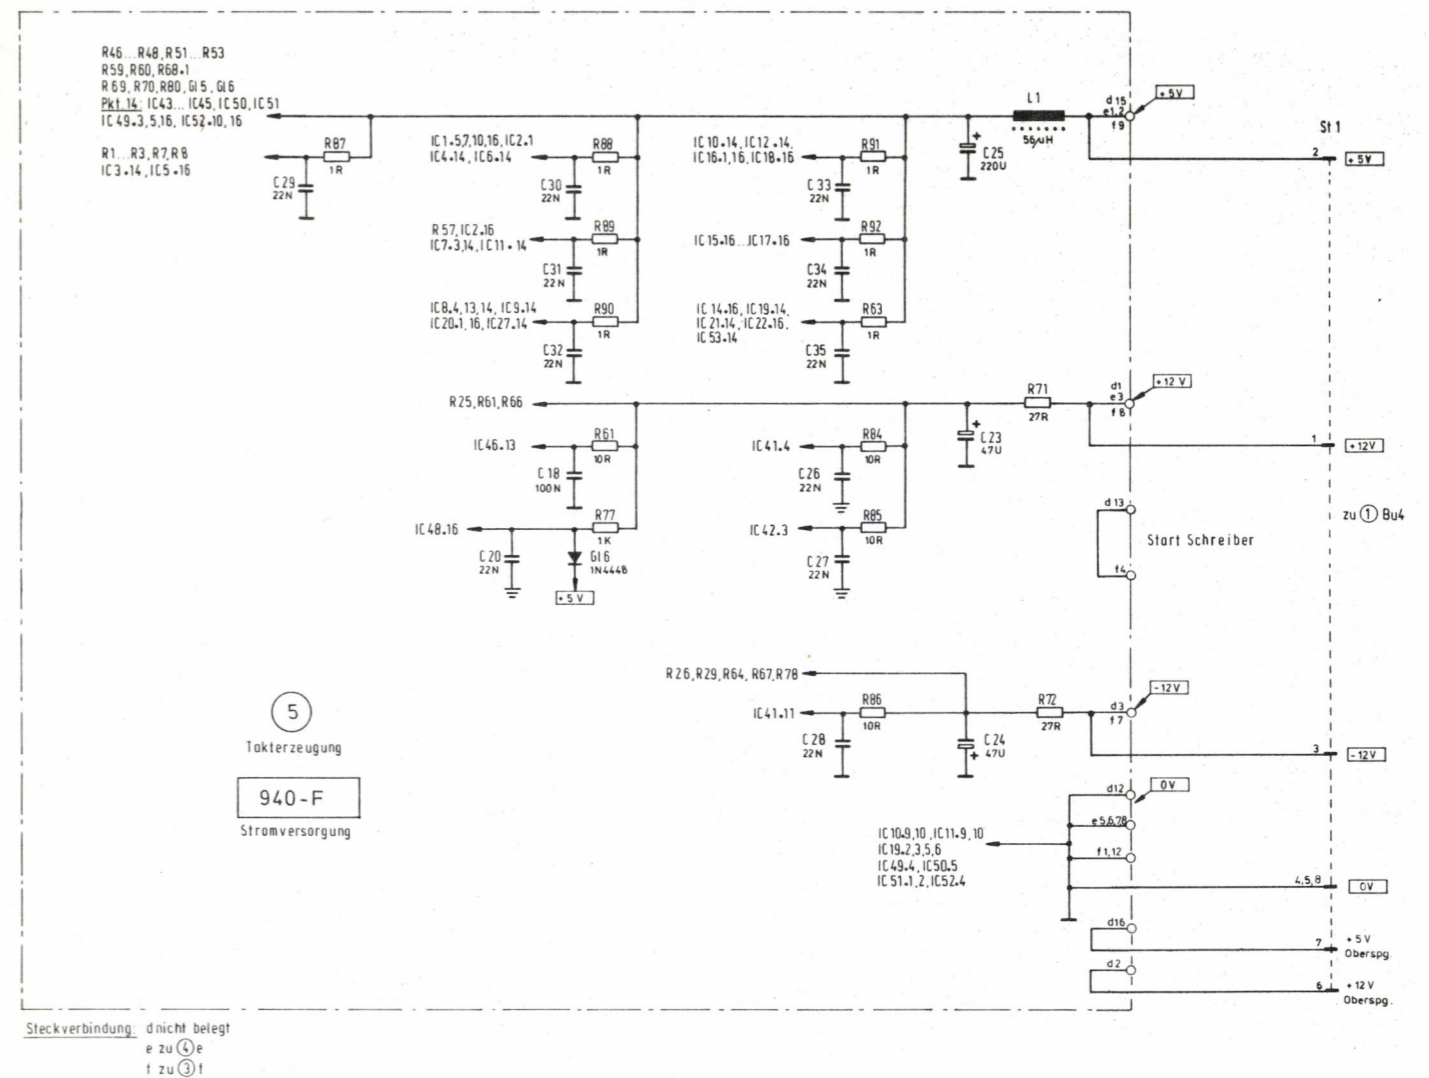 R46...R48,R51...R53
R59,R60,R68.1
R69,R70,R80,Gl5,Gl6
Pkt.14: IC43...IC45,IC50,IC51
IC49.3,5,16, IC52.10,16
R1...R3,R7,R8
IC3.14,IC5.16
R87
1R
C29
22N
IC1.5,7,10,16, IC2.1
IC4.14, IC6.14
R88
1R
C30
22N
R57,IC2.16
IC7.3,14,IC11.14
R89
1R
C31
22N
IC8.4,13,14, IC9.14
IC20.1,16,IC27.14
R90
1R
C32
22N
IC10.14,IC12.14,
IC16.1,16,IC18.16
R91
1R
C33
22N
IC15.16...IC17.16
R92
1R
C34
22N
IC14.16,IC19.14,
IC21.14,IC22.16,
IC53.14
R63
1R
C35
22N
+
C25
220U
L1
56µH
d15
e1,2
f9
+5V
St1
2
+5V
R25,R61,R66
IC46.13
R61
10R
C18
100N
IC48.16
R77
1K
C20
22N
Gl6
1N4448
+5V
IC41.4
R84
10R
C26
22N
IC42.3
R85
10R
C27
22N
+
C23
47U
R71
27R
d1
e3
f8
+12V
1
+12V
d13
f4
Start Schreiber
zu 1 Bu4
R26,R29,R64,R67,R78
IC41.11
R86
10R
C28
22N
C24
+ 47U
R72
27R
d3
f7
-12V
3
-12V
5
Takterzeugung
940-F
Stromversorgung
IC10.9,10,IC11.9,10
IC19.2,3,5,6
IC49.4,IC50.5
IC51.1,2,IC52.4
d12
0V
e5,6,7,8
f1,12
4,5,8
0V
d16
7
+5V
Oberspg.
d2
6
+12V
Oberspg.
Steckverbindung: d nicht belegt
e zu 4 e
f zu 3 f